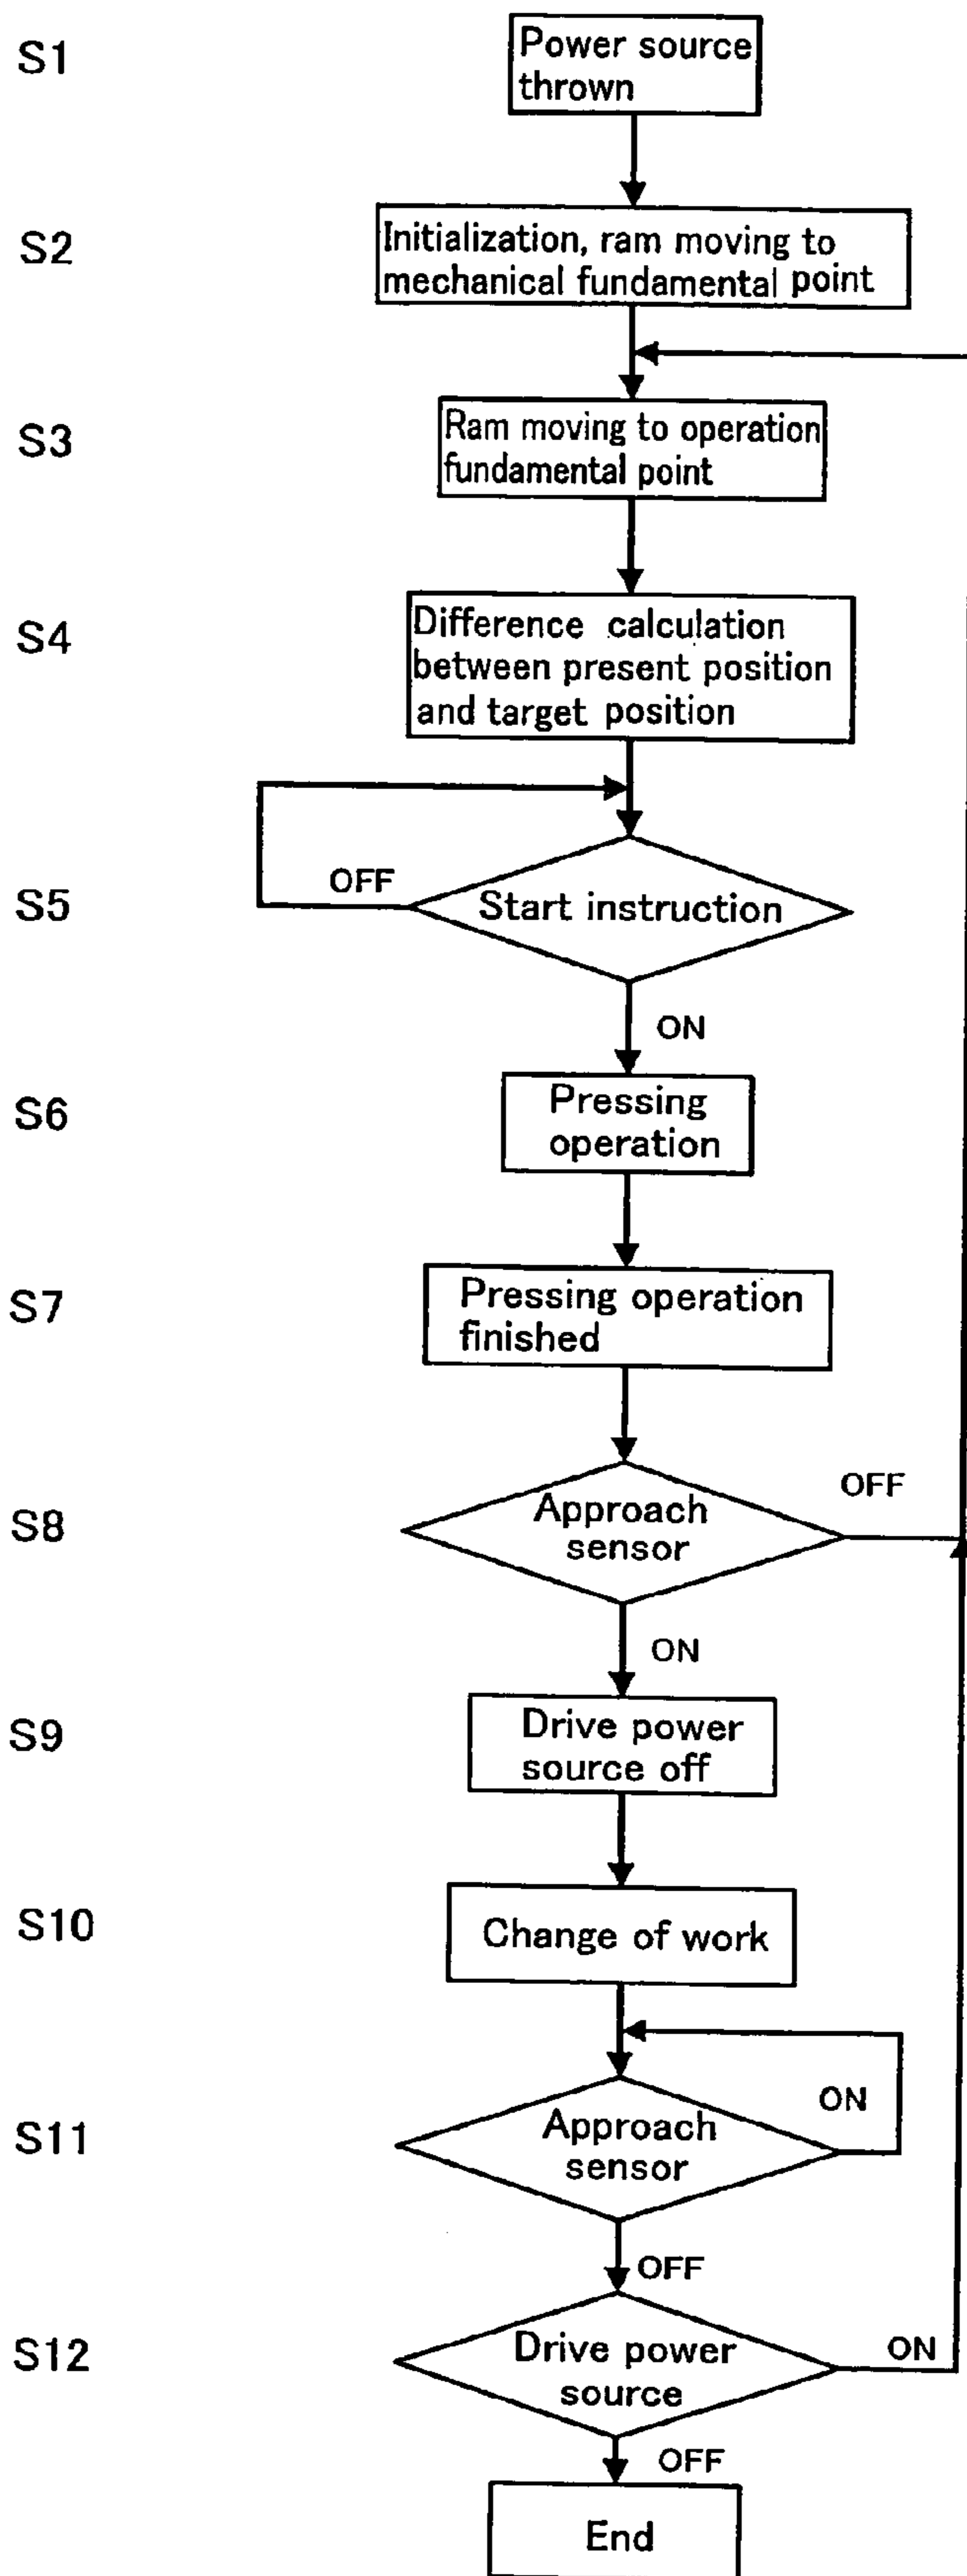 S1
Power source
thrown
S2
Initialization, ram moving to
mechanical fundamental point
S3
Ram moving to operation
fundamental point
S4
Difference calculation
between present position
and target position
S5
OFF
Start instruction
ON
S6
Pressing
operation
S7
Pressing operation
finished
S8
Approach
sensor
OFF
ON
S9
Drive power
source off
S10
Change of work
S11
Approach
sensor
ON
OFF
S12
Drive power
source
ON
OFF
End